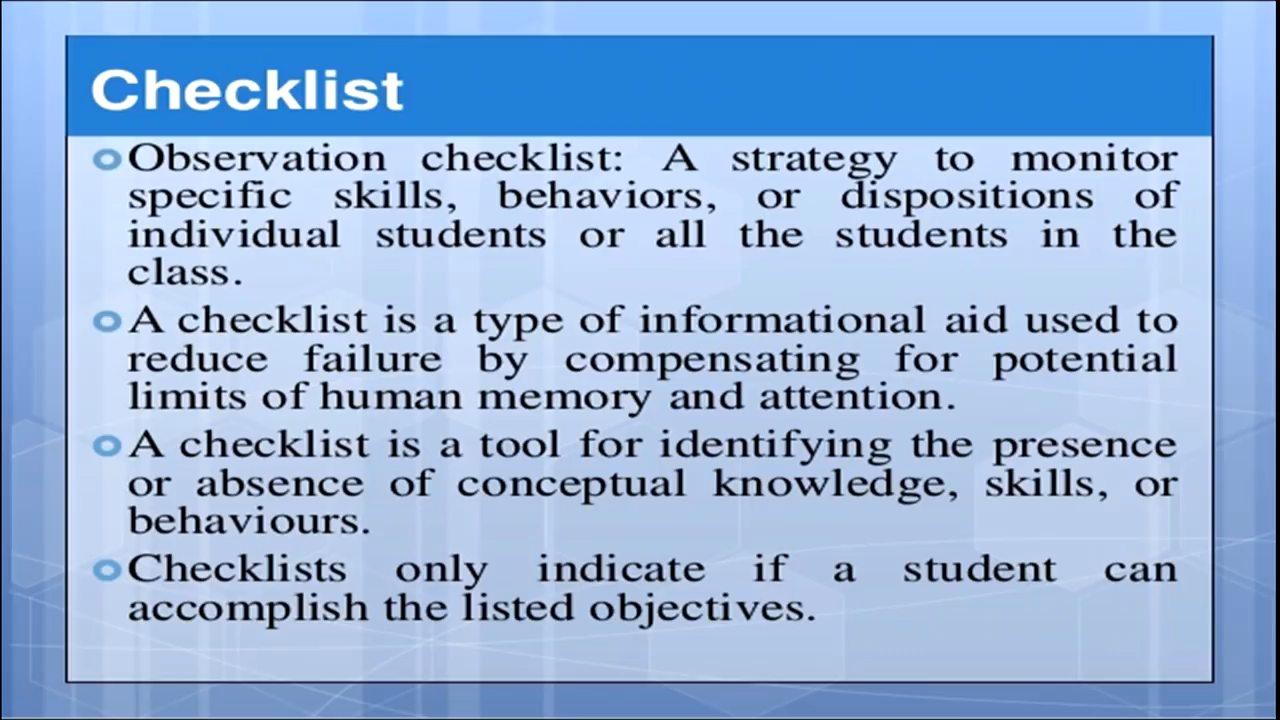 Checklist
Observation checklist: A strategy to monitor
specific skills, behaviors, or dispositions of
individual students or all the students in the
class.
A checklist is a type of informational aid used to
reduce failure by compensating for potential
limits of human memory and attention.
A checklist is a tool for identifying the presence
or absence of conceptual knowledge, skills, or
behaviours.
Checklists only indicate if a student can
accomplish the listed objectives.